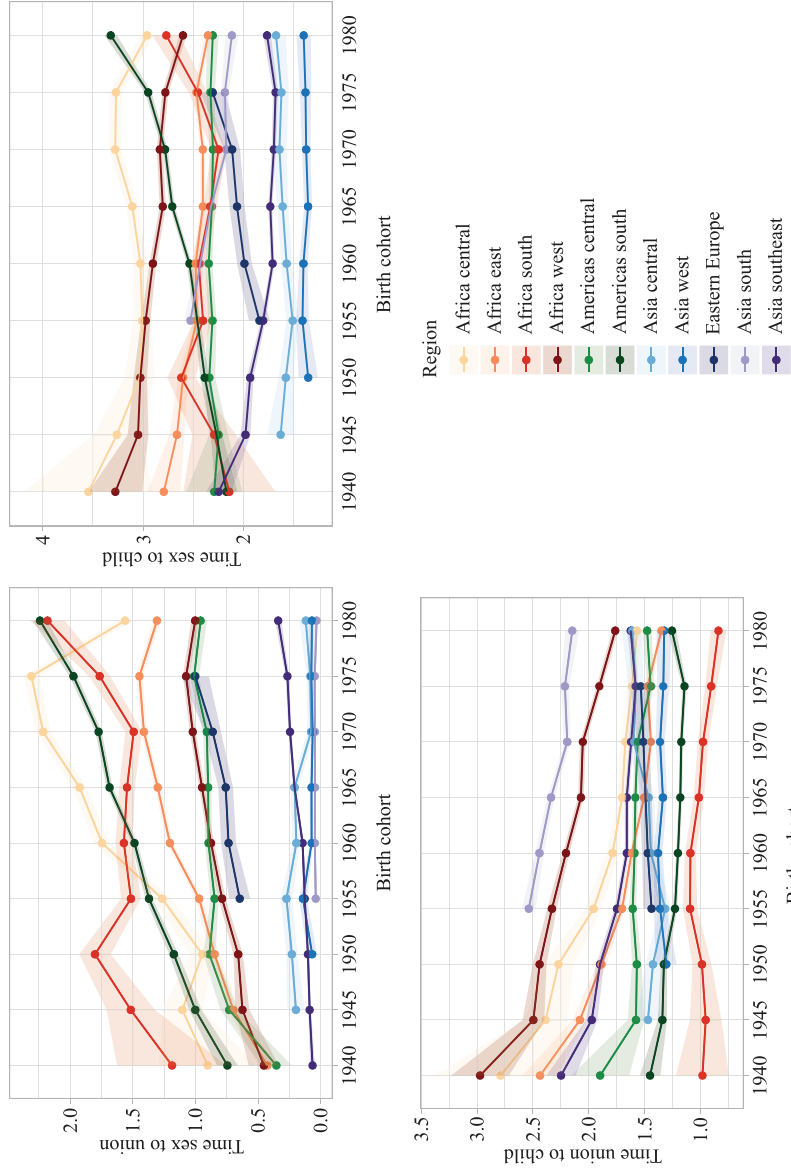 2.0
1.5
1.0
0.5
0.0
Time sex to union
1940
1945
1950
1955
1960
1965
1970
1975
1980
Birth cohort
4
3
2
Time sex to child
1940
1945
1950
1955
1960
1965
1970
1975
1980
Birth cohort
3.5
3.0
2.5
2.0
1.5
1.0
Time union to child
1940
1945
1950
1955
1960
1965
1970
1975
1980
Region
Africa central
Africa east
Africa south
Africa west
Americas central
Americas south
Asia central
Asia west
Eastern Europe
Asia south
Asia southeast